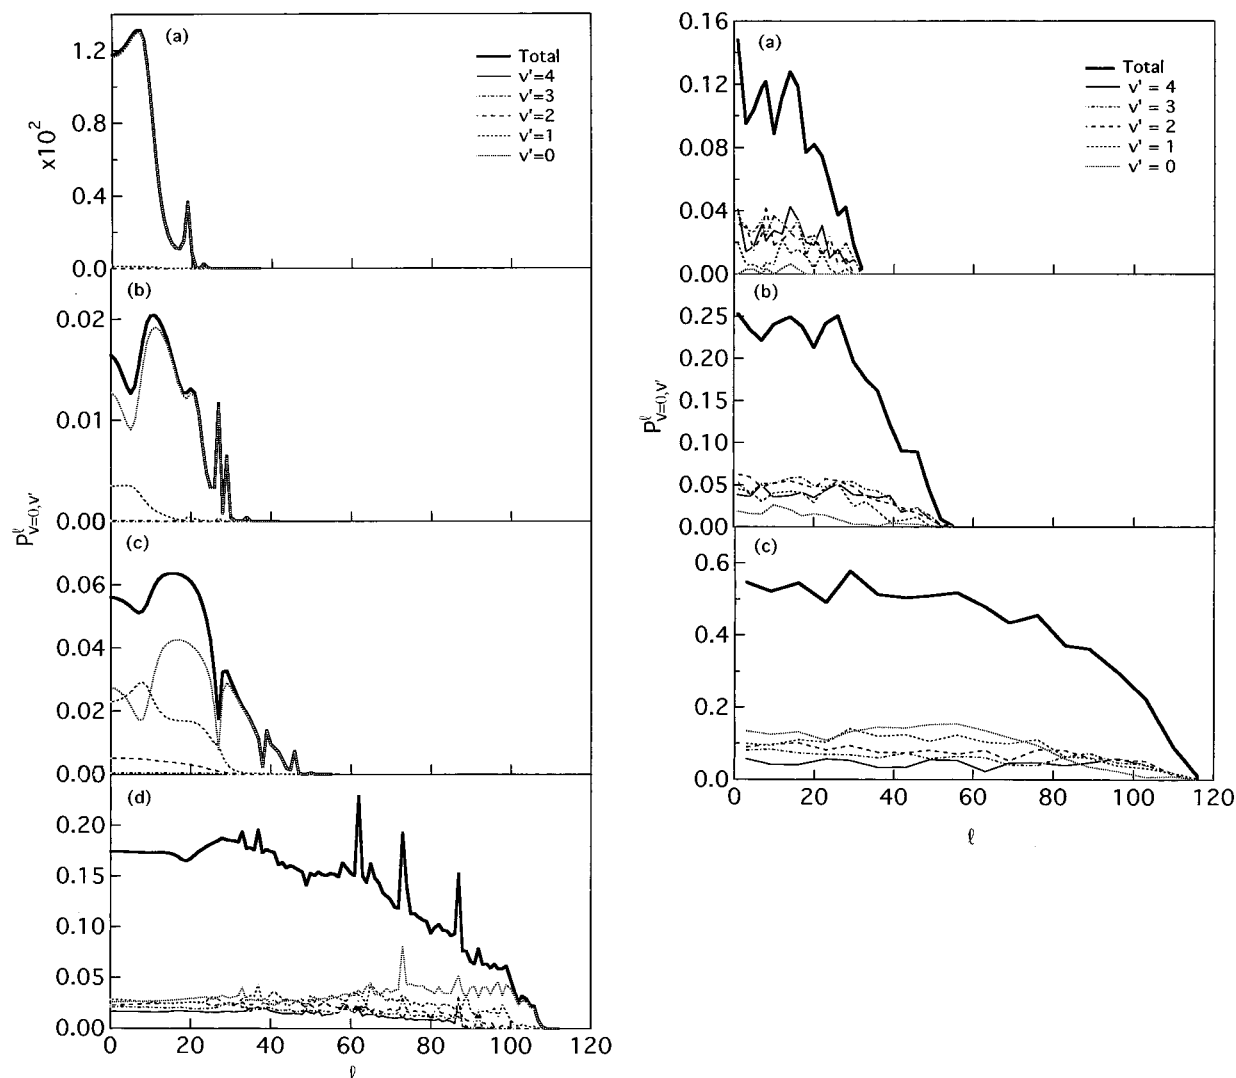 (a)
Total
v'=4
v'=3
v'=2
v'=1
v'=0
x10²
1.2
0.8
0.4
0.0
(b)
0.02
0.01
0.00
(c)
0.06
0.04
0.02
0.00
(d)
0.20
0.15
0.10
0.05
0.00
0 20 40 60 80 100 120
ℓ
Pℓv=0,v'
(a)
Total
v' = 4
v' = 3
v' = 2
v' = 1
v' = 0
0.16
0.12
0.08
0.04
0.00
(b)
0.25
0.20
0.15
0.10
0.05
0.00
(c)
0.6
0.4
0.2
0.0
0 20 40 60 80 100 120
ℓ
Pℓv=0,v'